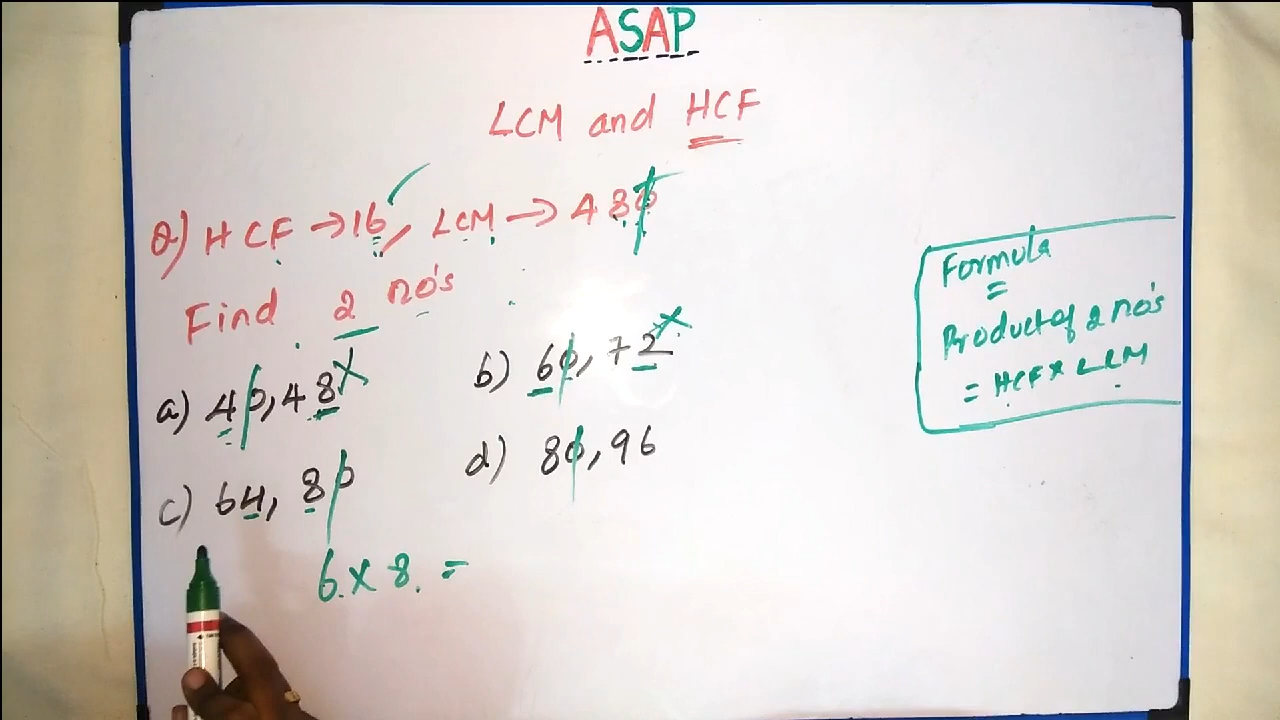 ASAP
LCM and HCF
Q) HCF → 16, LCM → 480
Find 2 no's
a) 40, 48
b) 60, 72
c) 64, 80
d) 80, 96
6 x 8 =
Formula
Product of 2 no's
= HCF x LCM